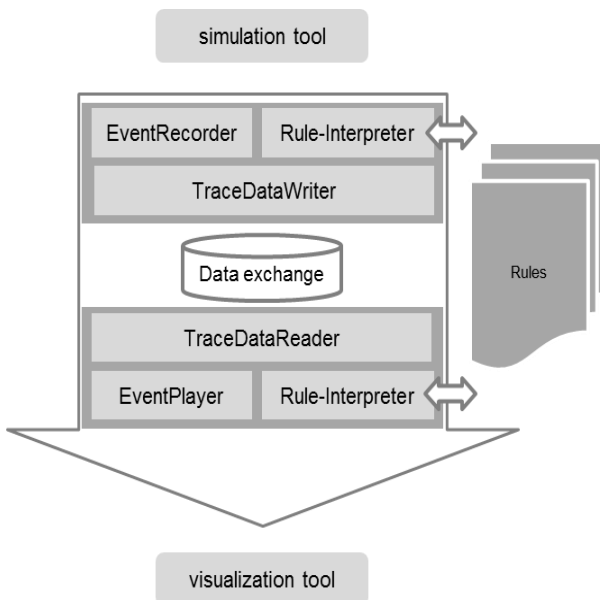 simulation tool
EventRecorder
Rule-Interpreter
TraceDataWriter
Data exchange
Rules
TraceDataReader
EventPlayer
Rule-Interpreter
visualization tool